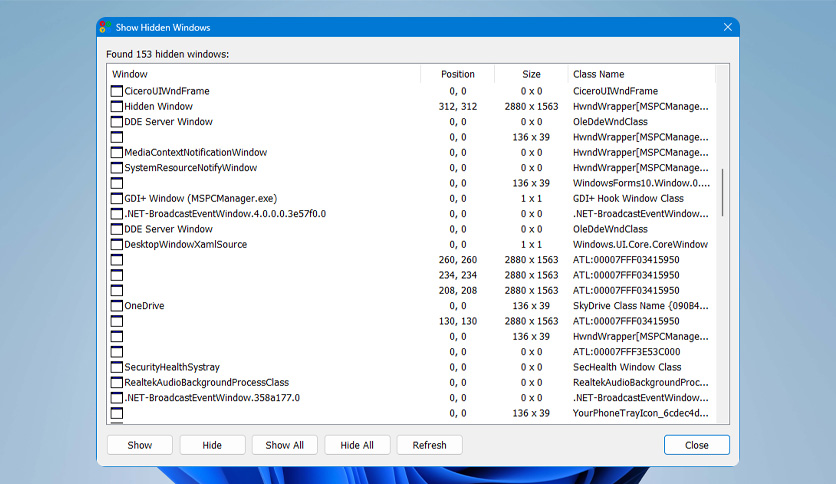 Show Hidden Windows
Found 153 hidden windows:
Window Position Size Class Name
CiceroUIWndFrame 0, 0 0 x 0 CiceroUIWndFrame
Hidden Window 312, 312 2880 x 1563 HwndWrapper[MSPCManage...
DDE Server Window 0, 0 0 x 0 OleDdeWndClass
0, 0 136 x 39 HwndWrapper[MSPCManage...
MediaContextNotificationWindow 0, 0 0 x 0 HwndWrapper[MSPCManage...
SystemResourceNotifyWindow 0, 0 0 x 0 HwndWrapper[MSPCManage...
0, 0 136 x 39 WindowsForms10.Window.0....
GDI+ Window (MSPCManager.exe) 0, 0 1 x 1 GDI+ Hook Window Class
.NET-BroadcastEventWindow.4.0.0.0.3e57f0.0 0, 0 0 x 0 .NET-BroadcastEventWindow...
DDE Server Window 0, 0 0 x 0 OleDdeWndClass
DesktopWindowXamlSource 0, 0 1 x 1 Windows.UI.Core.CoreWindow
260, 260 2880 x 1563 ATL:00007FFF03415950
234, 234 2880 x 1563 ATL:00007FFF03415950
208, 208 2880 x 1563 ATL:00007FFF03415950
OneDrive 0, 0 136 x 39 SkyDrive Class Name {090B4...
130, 130 2880 x 1563 ATL:00007FFF03415950
0, 0 136 x 39 HwndWrapper[MSPCManage...
0, 0 0 x 0 ATL:00007FFF3E53C000
SecurityHealthSystray 0, 0 0 x 0 SecHealth Window Class
RealtekAudioBackgroundProcessClass 0, 0 0 x 0 RealtekAudioBackgroundProc...
.NET-BroadcastEventWindow.358a177.0 0, 0 0 x 0 .NET-BroadcastEventWindow...
0, 0 136 x 39 YourPhoneTrayIcon_6cdec4d...
Show Hide Show All Hide All Refresh Close